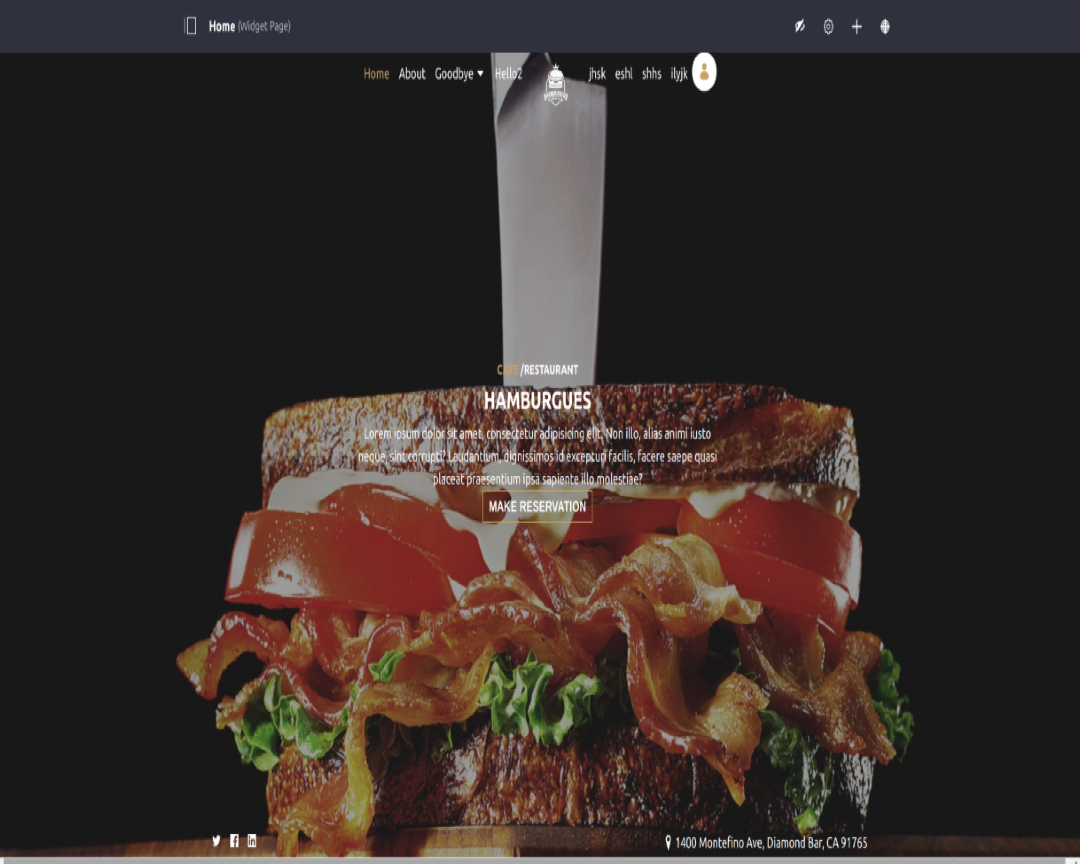 Home (Widget Page)
Home About Goodbye Hello2 jhsk eshl shhs ilyjk
CAFE /RESTAURANT
HAMBURGUES
Lorem ipsum dolor sit amet, consectetur adipisicing elit. Non illo, alias animi iusto
neque, sint corrupti? Laudantium, dignissimos id excepturi facilis, facere saepe quasi
placeat praesentium ipsa sapiente illo molestiae?
MAKE RESERVATION
1400 Montefino Ave, Diamond Bar, CA 91765